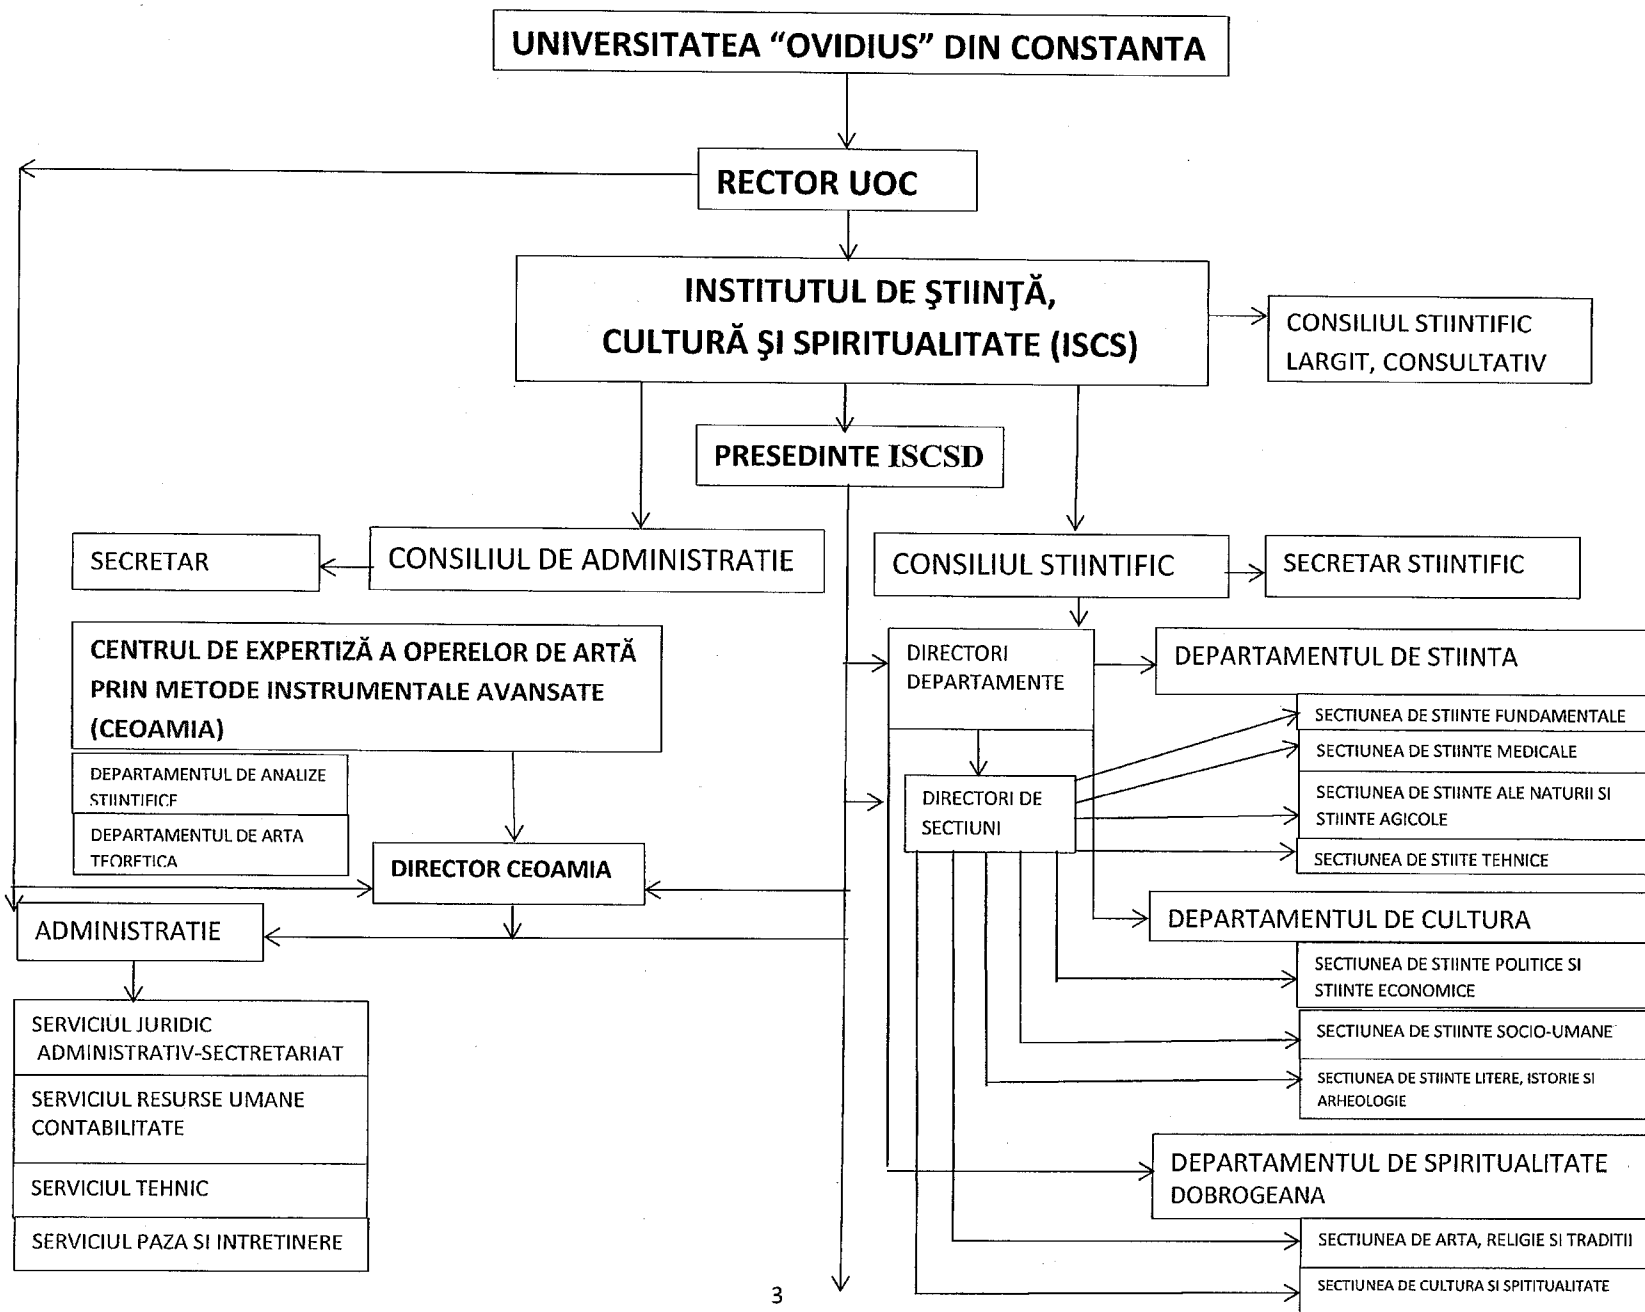 UNIVERSITATEA “OVIDIUS” DIN CONSTANTA
RECTOR UOC
INSTITUTUL DE ŞTIINŢĂ,
CULTURĂ ŞI SPIRITUALITATE (ISCS)
CONSILIUL STIINTIFIC
LARGIT, CONSULTATIV
PRESEDINTE ISCSD
SECRETAR
CONSILIUL DE ADMINISTRATIE
CONSILIUL STIINTIFIC
SECRETAR STIINTIFIC
CENTRUL DE EXPERTIZĂ A OPERELOR DE ARTĂ
PRIN METODE INSTRUMENTALE AVANSATE
(CEOAMIA)
DEPARTAMENTUL DE ANALIZE
STIINTIFICE
DEPARTAMENTUL DE ARTA
TEORETICA
DIRECTOR CEOAMIA
ADMINISTRATIE
SERVICIUL JURIDIC
ADMINISTRATIV-SECTRETARIAT
SERVICIUL RESURSE UMANE
CONTABILITATE
SERVICIUL TEHNIC
SERVICIUL PAZA SI INTRETINERE
DIRECTORI
DEPARTAMENTE
DIRECTORI DE
SECTIUNI
DEPARTAMENTUL DE STIINTA
SECTIUNEA DE STIINTE FUNDAMENTALE
SECTIUNEA DE STIINTE MEDICALE
SECTIUNEA DE STIINTE ALE NATURII SI
STIINTE AGICOLE
SECTIUNEA DE STIITE TEHNICE
DEPARTAMENTUL DE CULTURA
SECTIUNEA DE STIINTE POLITICE SI
STIINTE ECONOMICE
SECTIUNEA DE STIINTE SOCIO-UMANE
SECTIUNEA DE STIINTE LITERE, ISTORIE SI
ARHEOLOGIE
DEPARTAMENTUL DE SPIRITUALITATE
DOBROGEANA
SECTIUNEA DE ARTA, RELIGIE SI TRADITII
SECTIUNEA DE CULTURA SI SPITITUALITATE
3